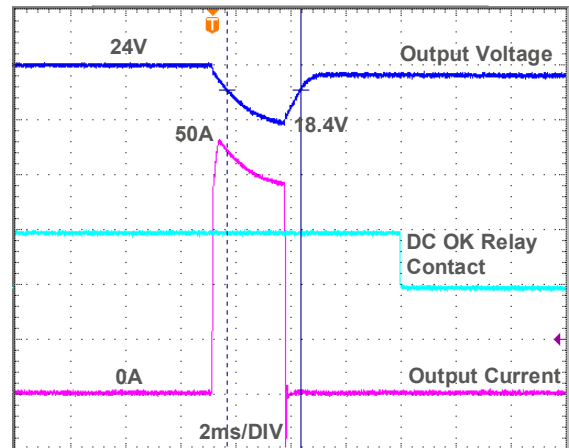 T
24V
Output Voltage
18.4V
50A
DC OK Relay
Contact
0A
Output Current
2ms/DIV